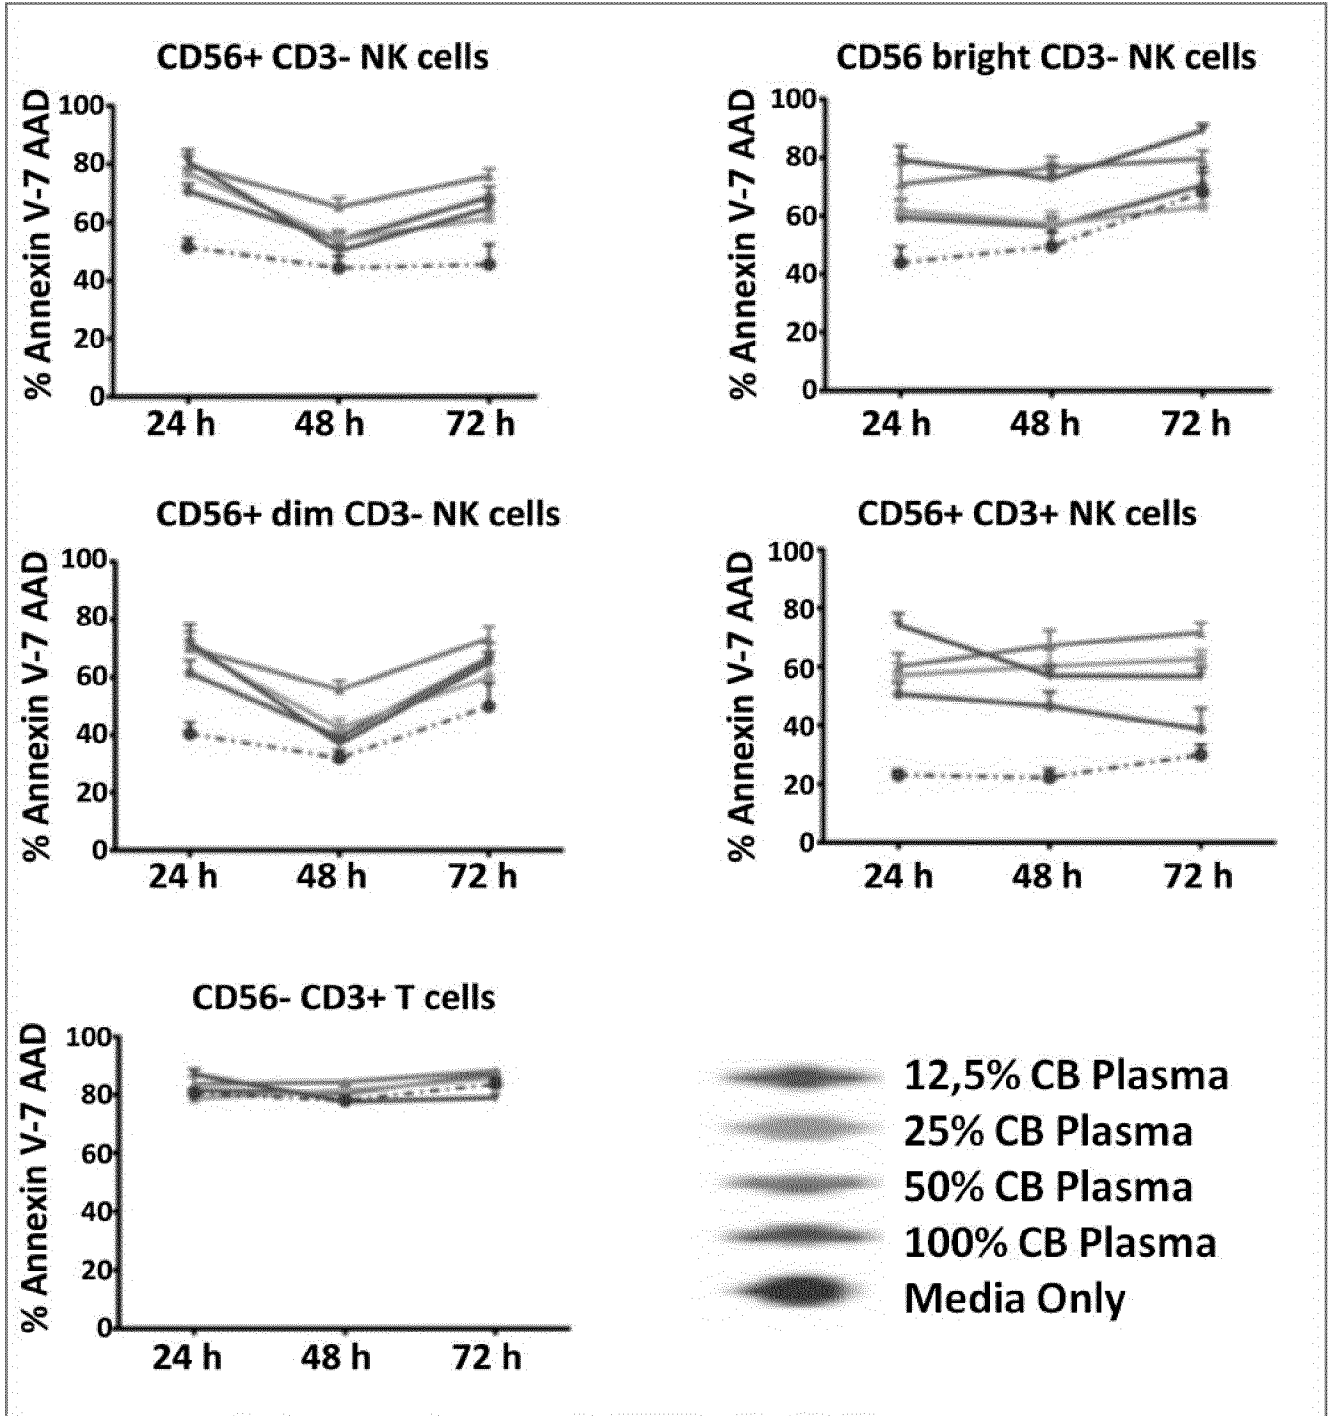 CD56+ CD3- NK cells
% Annexin V-7 AAD
100
80
60
40
20
0
24 h 48 h 72 h
CD56 bright CD3- NK cells
% Annexin V-7 AAD
100
80
60
40
20
0
24 h 48 h 72 h
CD56+ dim CD3- NK cells
% Annexin V-7 AAD
100
80
60
40
20
0
24 h 48 h 72 h
CD56+ CD3+ NK cells
% Annexin V-7 AAD
100
80
60
40
20
0
24 h 48 h 72 h
CD56- CD3+ T cells
% Annexin V-7 AAD
100
80
60
40
20
0
24 h 48 h 72 h
12,5% CB Plasma
25% CB Plasma
50% CB Plasma
100% CB Plasma
Media Only